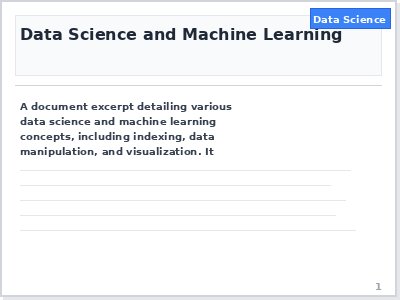 Data Science
Data Science and Machine Learning
A document excerpt detailing various
data science and machine learning
concepts, including indexing, data
manipulation, and visualization. It
1